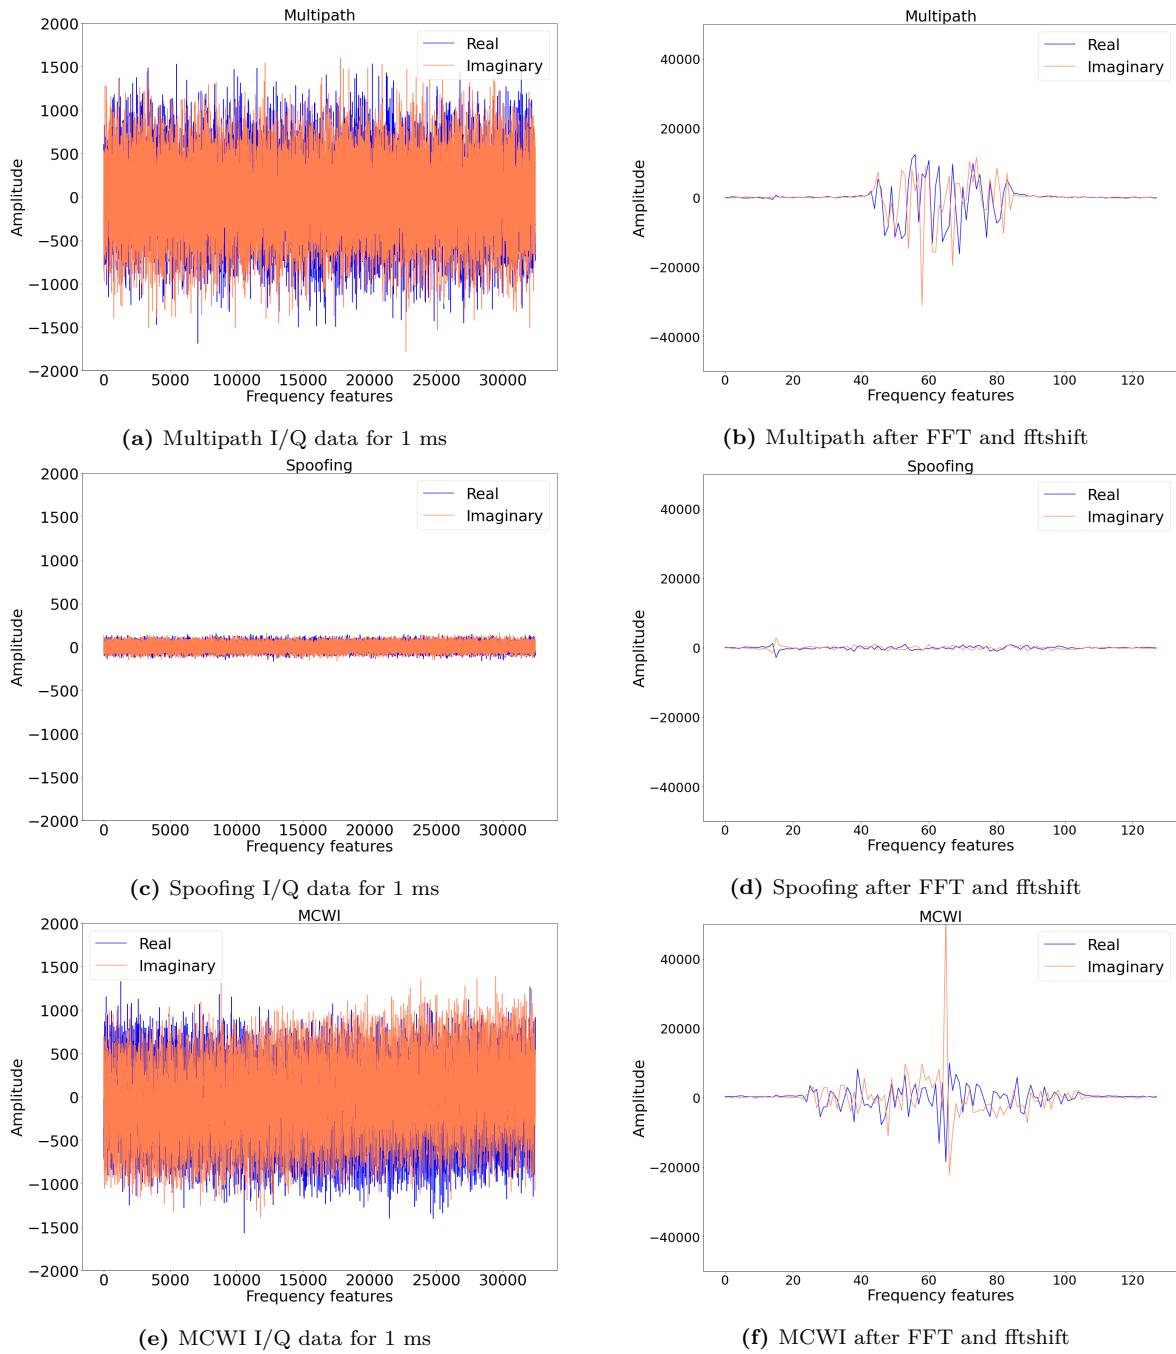 Multipath
2000
1500
1000
500
0
−500
−1000
−1500
−2000
Amplitude
Real
Imaginary
0 5000 10000 15000 20000 25000 30000
Frequency features
(a) Multipath I/Q data for 1 ms
Multipath
40000
20000
0
−20000
−40000
Amplitude
Real
Imaginary
0 20 40 60 80 100 120
Frequency features
(b) Multipath after FFT and fftshift
Spoofing
2000
1500
1000
500
0
−500
−1000
−1500
−2000
Amplitude
Real
Imaginary
0 5000 10000 15000 20000 25000 30000
Frequency features
(c) Spoofing I/Q data for 1 ms
Spoofing
40000
20000
0
−20000
−40000
Amplitude
Real
Imaginary
0 20 40 60 80 100 120
Frequency features
(d) Spoofing after FFT and fftshift
MCWI
2000
1500
1000
500
0
−500
−1000
−1500
−2000
Amplitude
Real
Imaginary
0 5000 10000 15000 20000 25000 30000
Frequency features
(e) MCWI I/Q data for 1 ms
MCWI
40000
20000
0
−20000
−40000
Amplitude
Real
Imaginary
0 20 40 60 80 100 120
Frequency features
(f) MCWI after FFT and fftshift